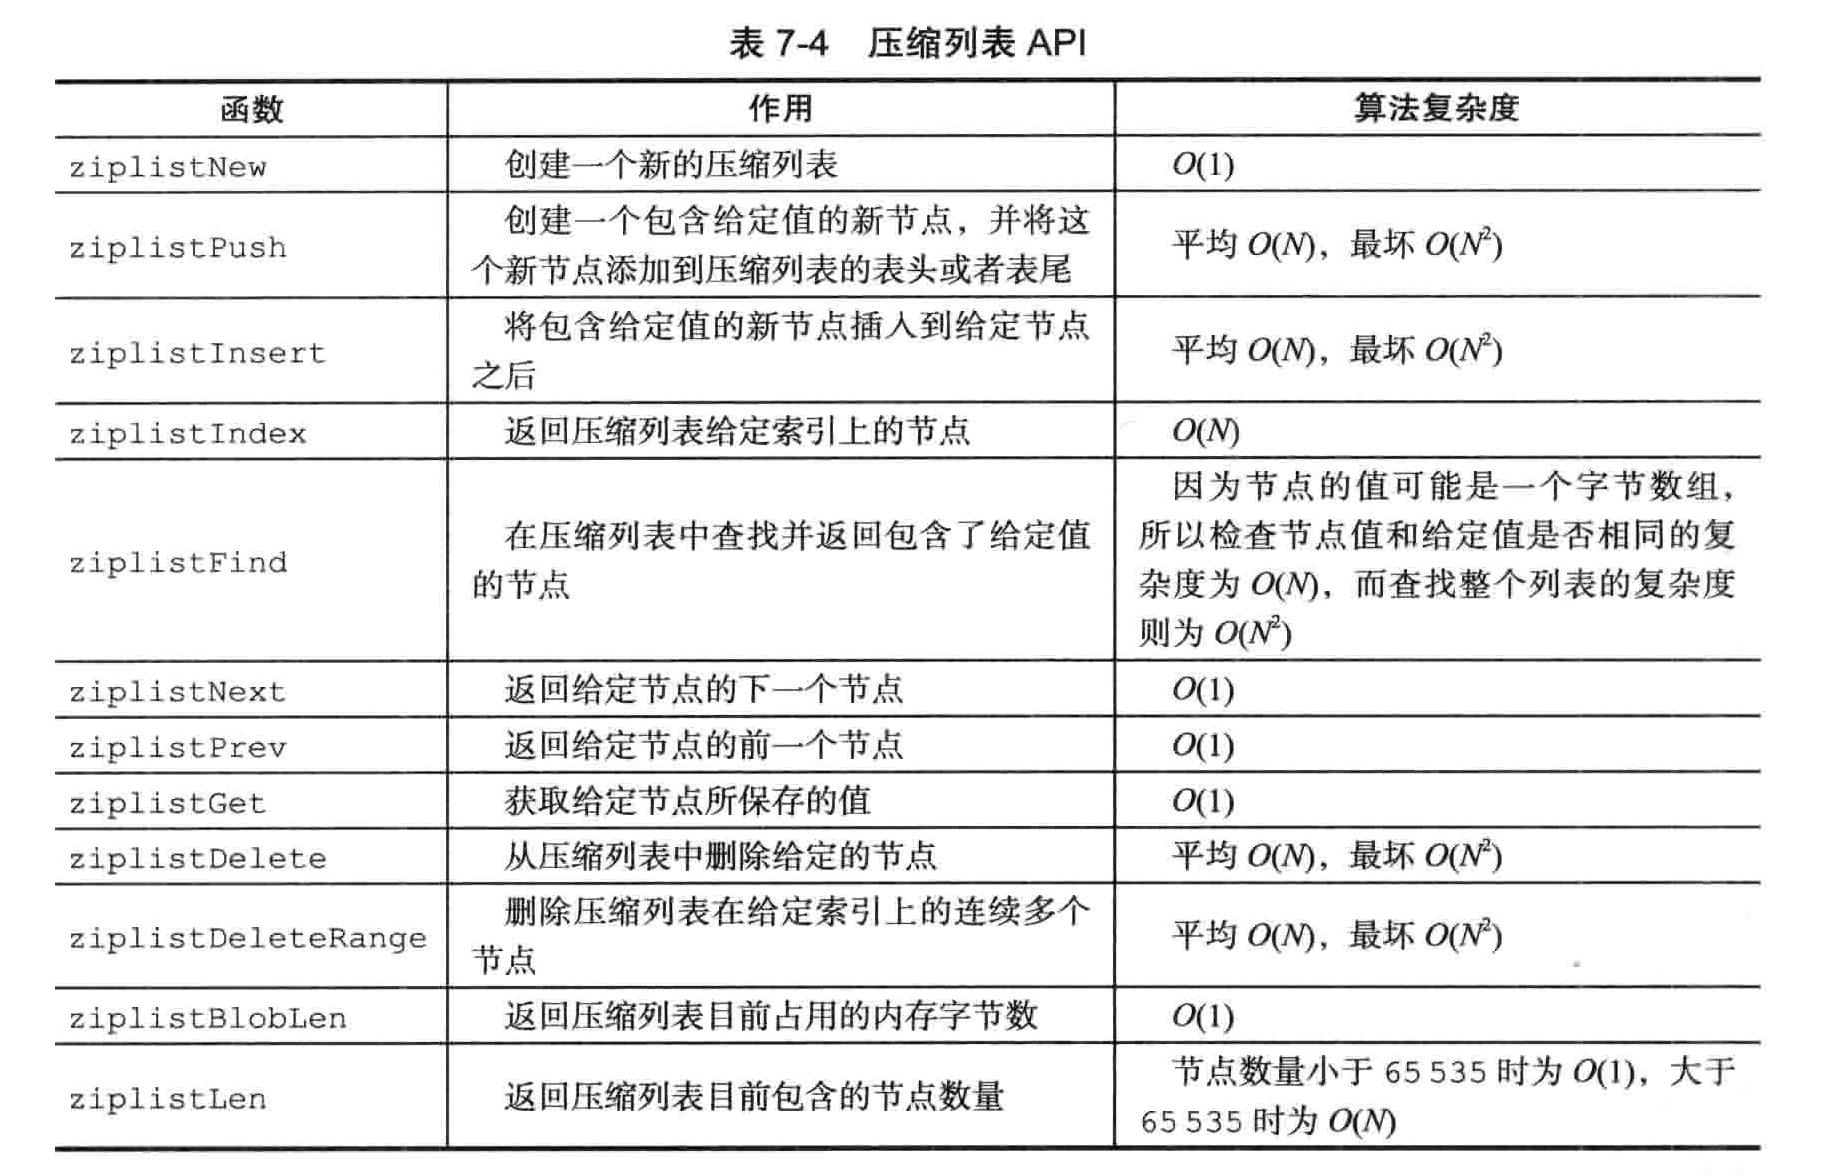 表 7-4 压缩列表 API
函数 作用 算法复杂度
ziplistNew 创建一个新的压缩列表 O(1)
创建一个包含给定值的新节点，并将这
ziplistPush 平均 O(N)，最坏 O(N²)
个新节点添加到压缩列表的表头或者表尾
将包含给定值的新节点插入到给定节点
ziplistInsert 平均 O(N)，最坏 O(N²)
之后
ziplistIndex 返回压缩列表给定索引上的节点 O(N)
因为节点的值可能是一个字节数组，
在压缩列表中查找并返回包含了给定值 所以检查节点值和给定值是否相同的复
ziplistFind
的节点 杂度为 O(N)，而查找整个列表的复杂度
则为 O(N²)
ziplistNext 返回给定节点的下一个节点 O(1)
ziplistPrev 返回给定节点的前一个节点 O(1)
ziplistGet 获取给定节点所保存的值 O(1)
ziplistDelete 从压缩列表中删除给定的节点 平均 O(N)，最坏 O(N²)
删除压缩列表在给定索引上的连续多个
ziplistDeleteRange 平均 O(N)，最坏 O(N²)
节点
ziplistBlobLen 返回压缩列表目前占用的内存字节数 O(1)
节点数量小于 65 535 时为 O(1)，大于
ziplistLen 返回压缩列表目前包含的节点数量
65 535 时为 O(N)